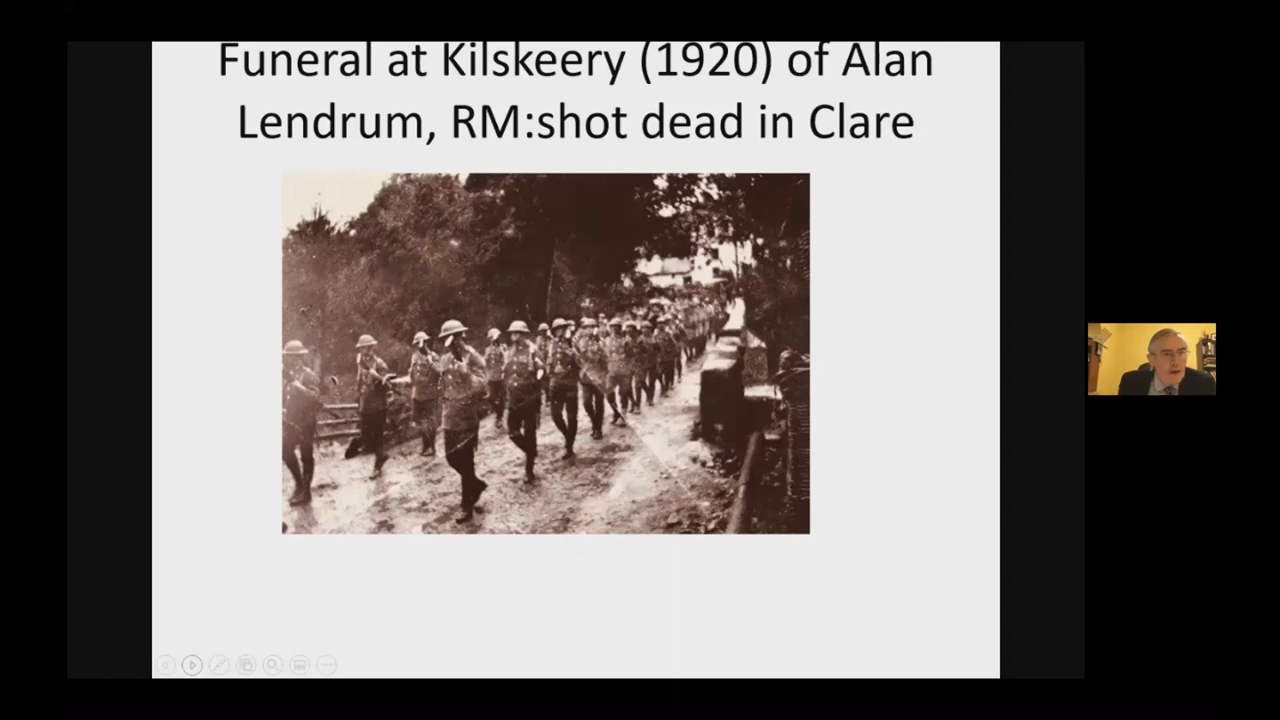 Funeral at Kilskeery (1920) of Alan
Lendrum, RM:shot dead in Clare